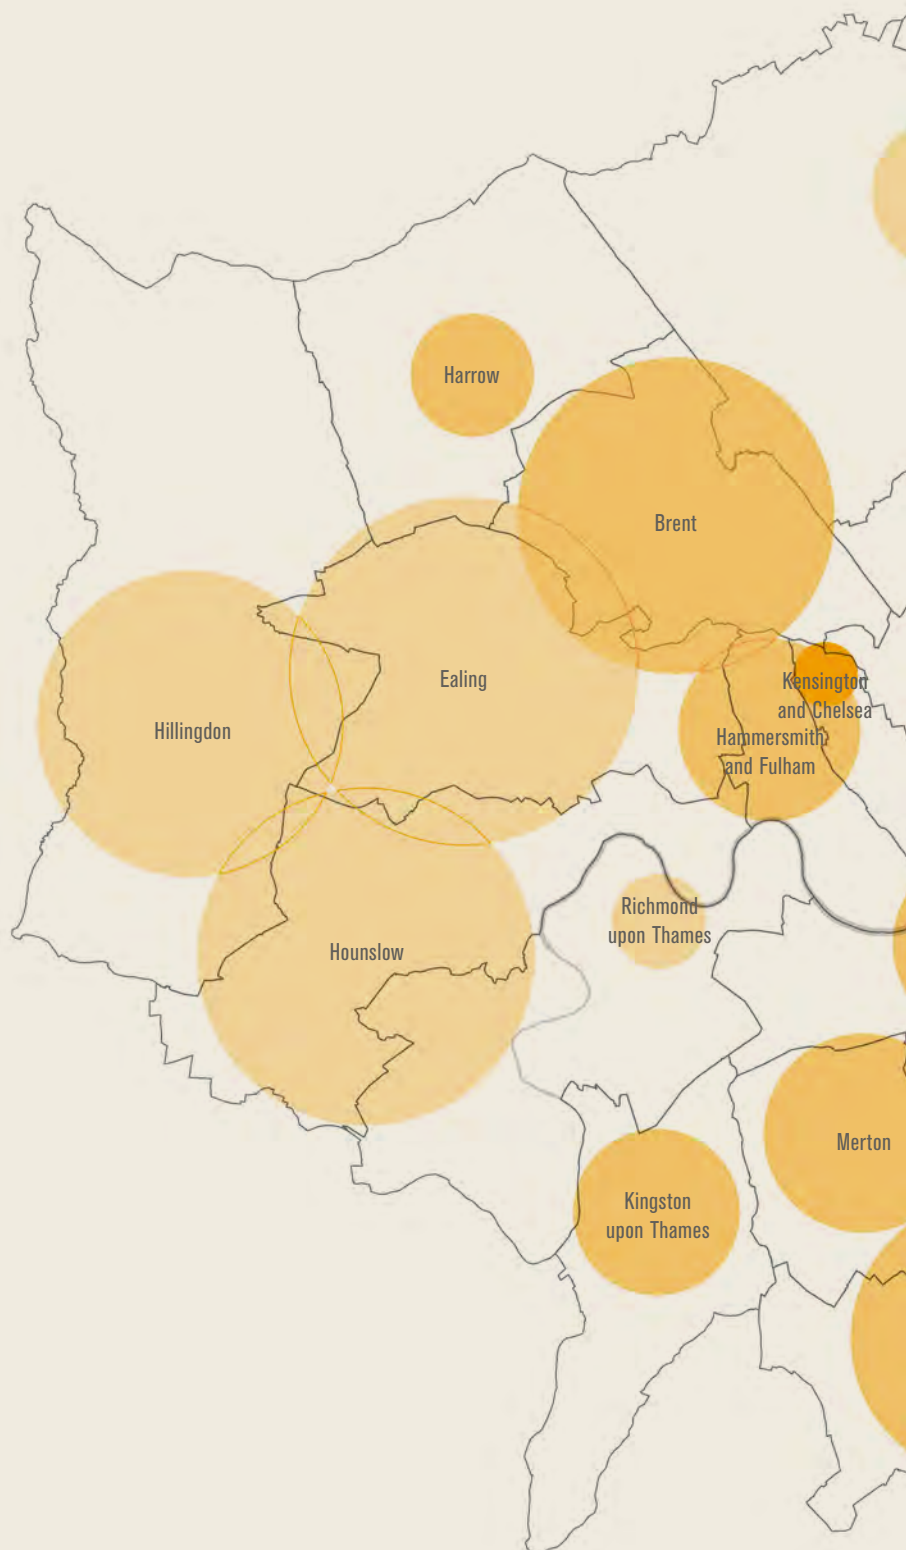 Harrow
Brent
Ealing
Kensington
and Chelsea
Hillingdon
Hammersmith
and Fulham
Richmond
upon Thames
Hounslow
Merton
Kingston
upon Thames